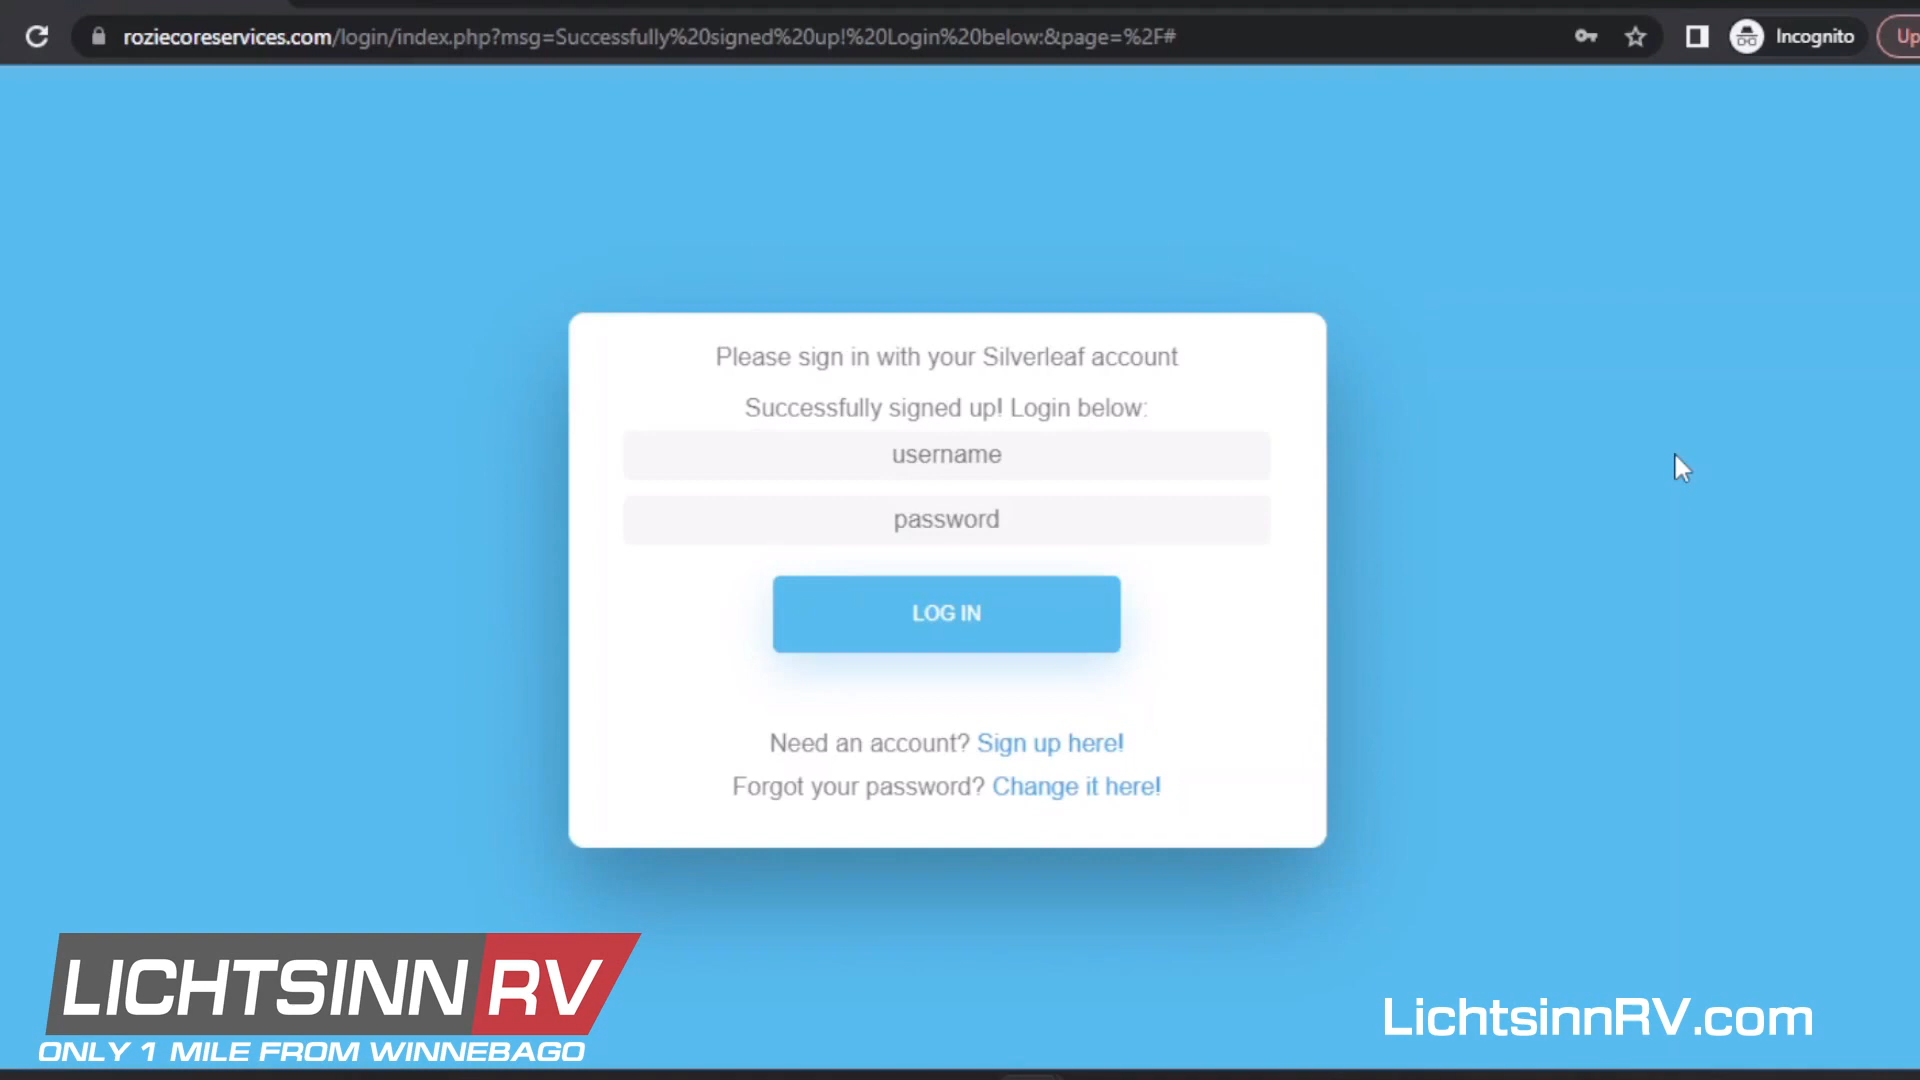 roziecoreservices.com/login/index.php?msg=Successfully%20signed%20up!%20Login%20below:&page=%2F#
Incognito
Up
Please sign in with your Silverleaf account
Successfully signed up! Login below:
username
password
LOG IN
Need an account? Sign up here!
Forgot your password? Change it here!
LICHTSINN RV
ONLY 1 MILE FROM WINNEBAGO
LichtsinnRV.com